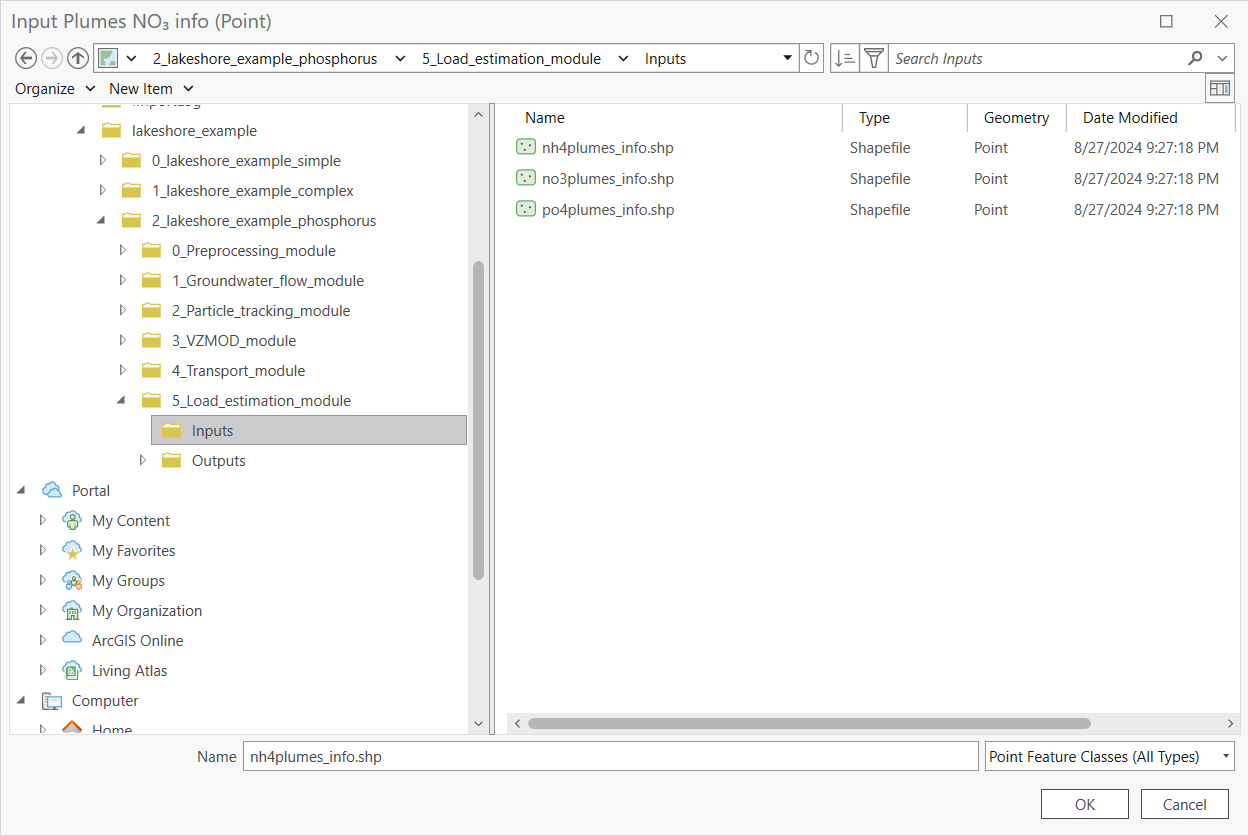 Input Plumes NO₃ info (Point)
2_lakeshore_example_phosphorus 5_Load_estimation_module Inputs Search Inputs
Organize New Item
lakeshore_example
0_lakeshore_example_simple
1_lakeshore_example_complex
2_lakeshore_example_phosphorus
0_Preprocessing_module
1_Groundwater_flow_module
2_Particle_tracking_module
3_VZMOD_module
4_Transport_module
5_Load_estimation_module
Inputs
Outputs
Portal
My Content
My Favorites
My Groups
My Organization
ArcGIS Online
Living Atlas
Computer
Home
Name Type Geometry Date Modified
nh4plumes_info.shp Shapefile Point 8/27/2024 9:27:18 PM
no3plumes_info.shp Shapefile Point 8/27/2024 9:27:18 PM
po4plumes_info.shp Shapefile Point 8/27/2024 9:27:18 PM
Name nh4plumes_info.shp Point Feature Classes (All Types)
OK Cancel